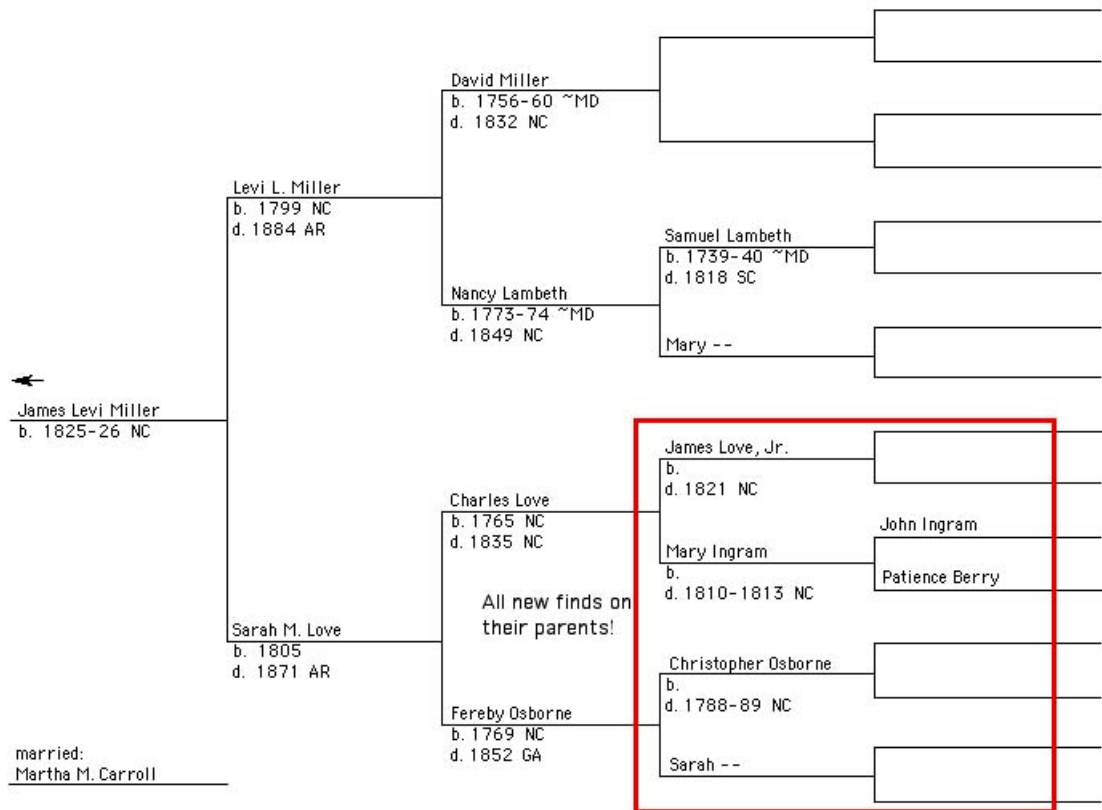 David Miller
b. 1756-60 ~MD
d. 1832 NC
Levi L. Miller
b. 1799 NC
d. 1884 AR
Samuel Lambeth
b. 1739-40 ~MD
d. 1818 SC
Nancy Lambeth
b. 1773-74 ~MD
d. 1849 NC
Mary --
James Levi Miller
b. 1825-26 NC
James Love, Jr.
b.
d. 1821 NC
Charles Love
b. 1765 NC
d. 1835 NC
John Ingram
Mary Ingram
b.
d. 1810-1813 NC
Patience Berry
All new finds on
their parents!
Sarah M. Love
b. 1805
d. 1871 AR
Christopher Osborne
b.
d. 1788-89 NC
Fereby Osborne
b. 1769 NC
d. 1852 GA
Sarah --
married:
Martha M. Carroll